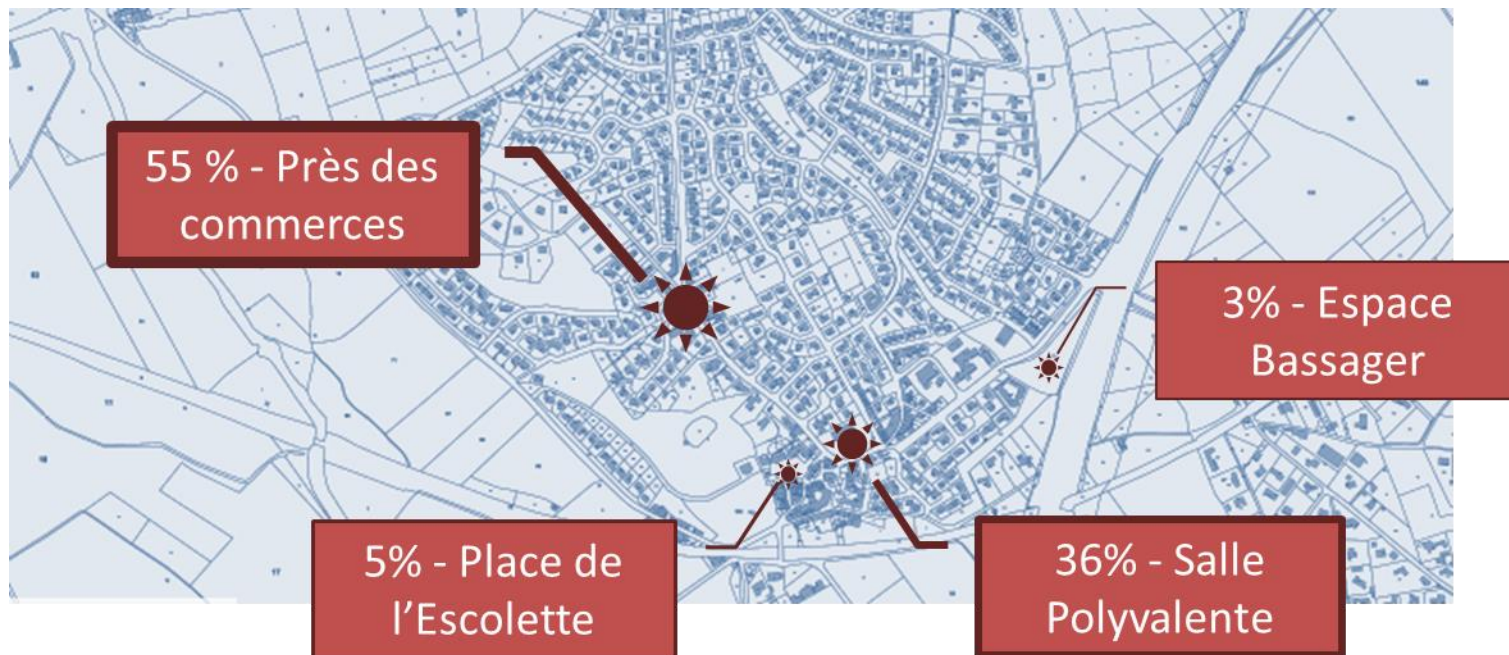 55 % - Près des
commerces
3% - Espace
Bassager
5% - Place de
l’Escolette
36% - Salle
Polyvalente